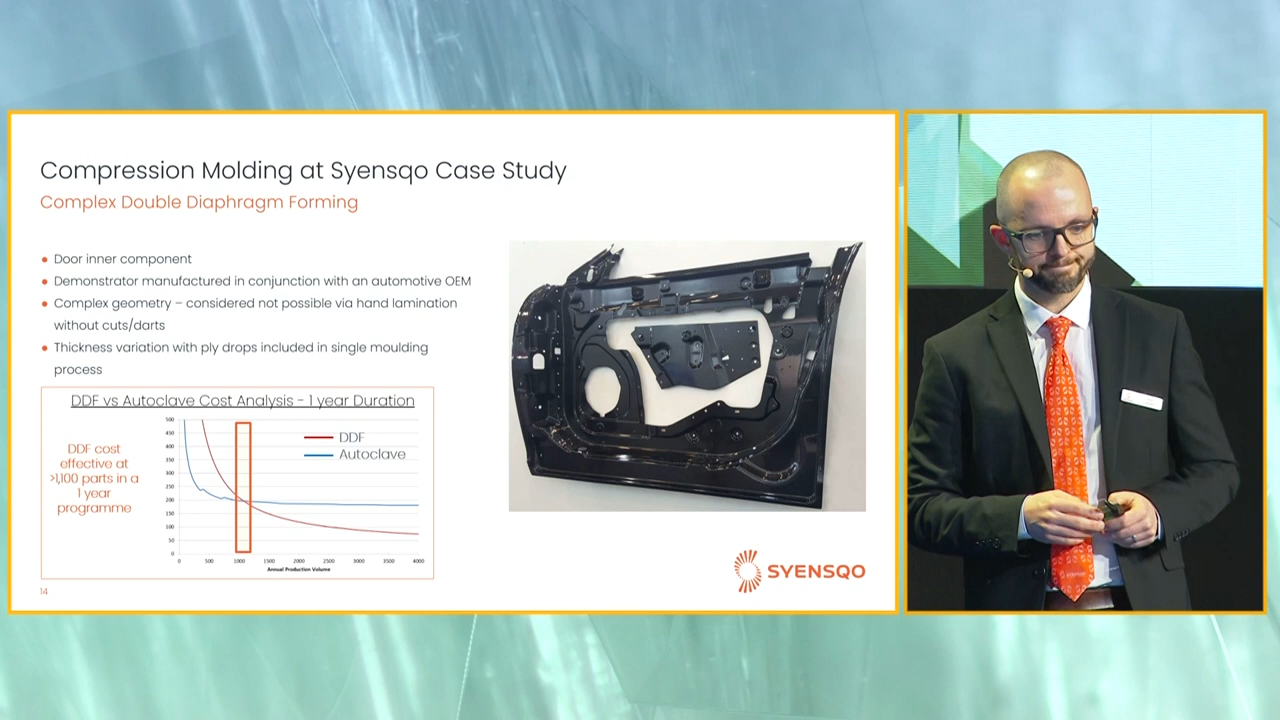 Compression Molding at Syensqo Case Study
Complex Double Diaphragm Forming
Door inner component
Demonstrator manufactured in conjunction with an automotive OEM
Complex geometry – considered not possible via hand lamination
without cuts/darts
Thickness variation with ply drops included in single moulding
process
DDF vs Autoclave Cost Analysis - 1 year Duration
DDF cost
effective at
>1,100 parts in a
1 year
programme
500
450
400
350
300
250
200
150
100
50
0
DDF
Autoclave
0 500 1000 1500 2000 2500 3000 3500 4000
Annual Production Volume
SYENSQO
14